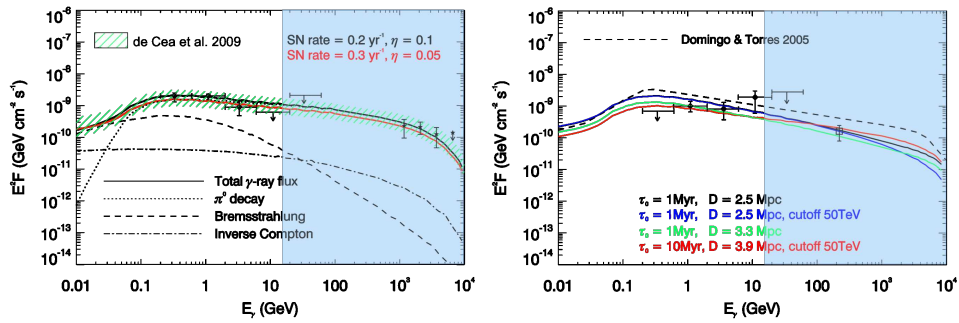 de Cea et al. 2009
SN rate = 0.2 yr⁻¹, η = 0.1
SN rate = 0.3 yr⁻¹, η = 0.05
E²F (GeV cm⁻² s⁻¹)
10⁻⁶
10⁻⁷
10⁻⁸
10⁻⁹
10⁻¹⁰
10⁻¹¹
10⁻¹²
10⁻¹³
10⁻¹⁴
Total γ-ray flux
π⁰ decay
Bremsstrahlung
Inverse Compton
0.01 0.1 1 10 100 10³ 10⁴
Eγ (GeV)
Domingo & Torres 2005
E²F (GeV cm⁻² s⁻¹)
10⁻⁶
10⁻⁷
10⁻⁸
10⁻⁹
10⁻¹⁰
10⁻¹¹
10⁻¹²
10⁻¹³
10⁻¹⁴
τ₀ = 1Myr, D = 2.5 Mpc
τ₀ = 1Myr, D = 2.5 Mpc, cutoff 50TeV
τ₀ = 1Myr, D = 3.3 Mpc
τ₀ = 10Myr, D = 3.9 Mpc, cutoff 50TeV
0.01 0.1 1 10 100 10³ 10⁴
Eγ (GeV)